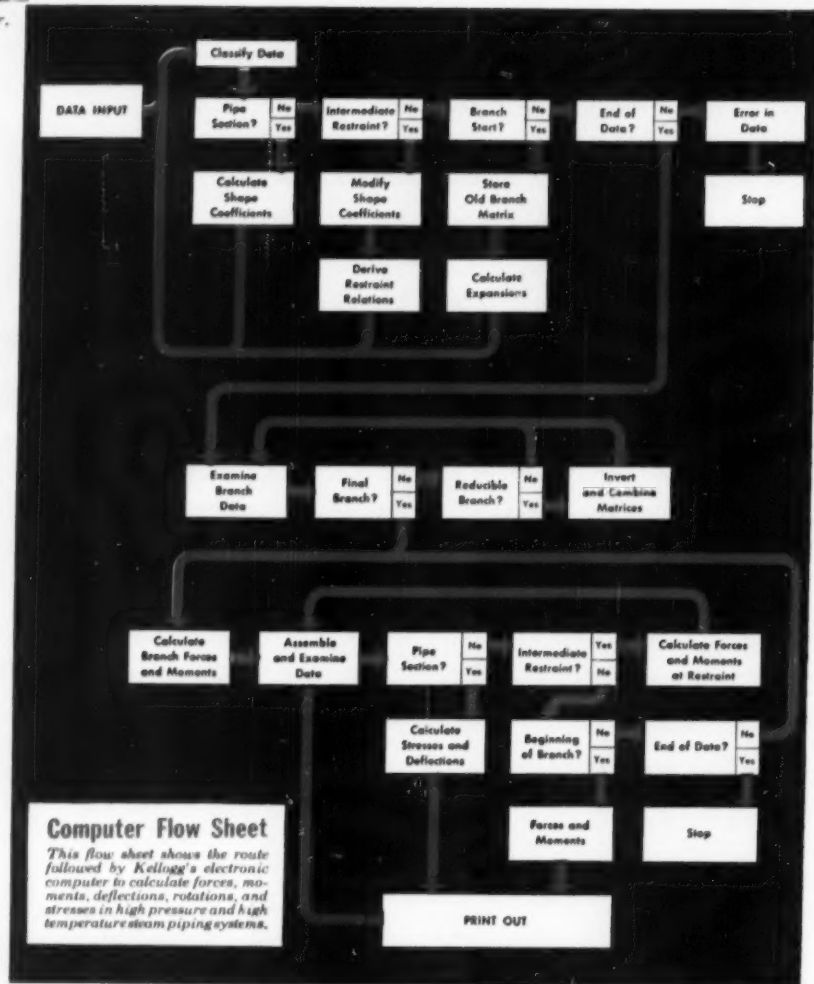 Classify Data
DATA INPUT
Pipe
Section?
No
Yes
Intermediate
Restraint?
No
Yes
Branch
Start?
No
Yes
End of
Data?
No
Yes
Error in
Data
Calculate
Shape
Coefficients
Modify
Shape
Coefficients
Store
Old Branch
Matrix
Stop
Derive
Restraint
Relations
Calculate
Expansions
Examine
Branch
Data
Final
Branch?
No
Yes
Reducible
Branch?
No
Yes
Invert
and Combine
Matrices
Calculate
Branch Forces
and Moments
Assemble
and Examine
Data
Pipe
Section?
No
Yes
Intermediate
Restraint?
Yes
No
Calculate Forces
and Moments
at Restraint
Calculate
Stresses and
Deflections
Beginning
of Branch?
No
Yes
End of Data?
No
Yes
Forces and
Moments
Stop
PRINT OUT
Computer Flow Sheet
This flow sheet shows the route
followed by Kellogg's electronic
computer to calculate forces, mo-
ments, deflections, rotations, and
stresses in high pressure and high
temperature steam piping systems.